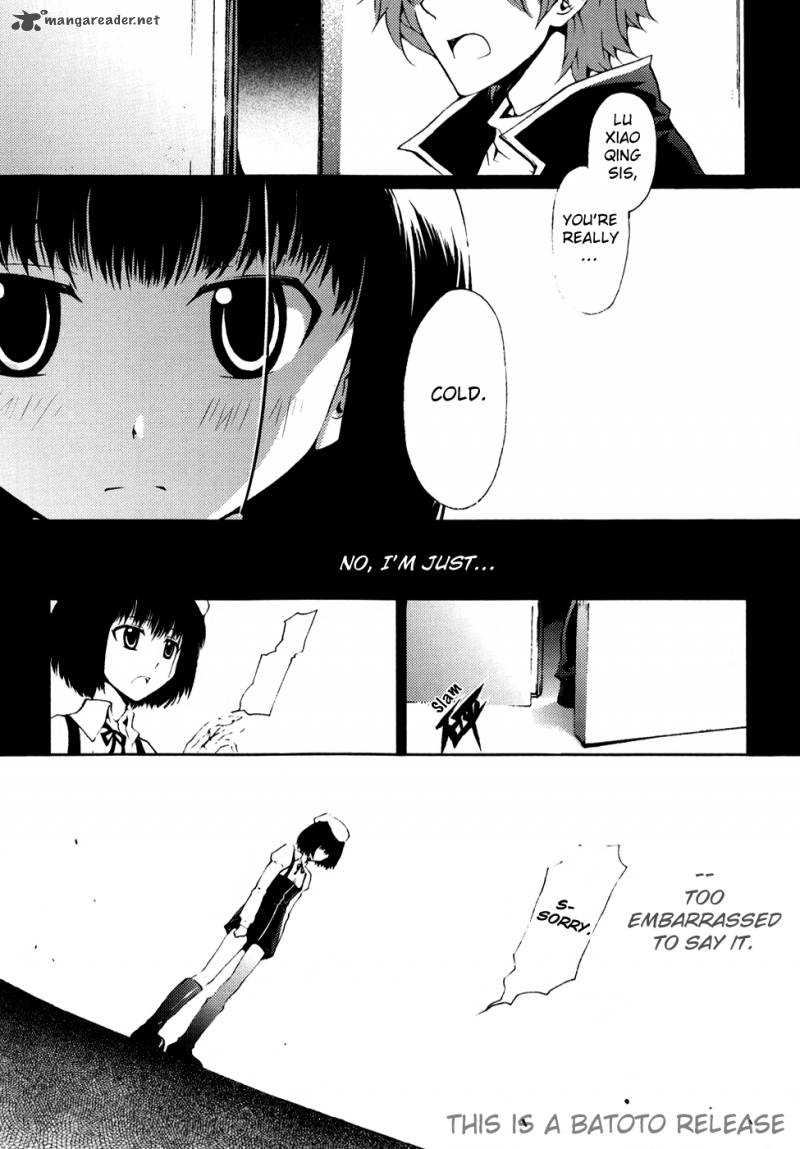 mangareader.net
LU
XIAO
QING
SIS,
YOU'RE
REALLY
...
COLD.
NO, I'M JUST...
Slam
S-
SORRY.
--
TOO
EMBARRASSED
TO SAY IT.
THIS IS A BATOTO RELEASE